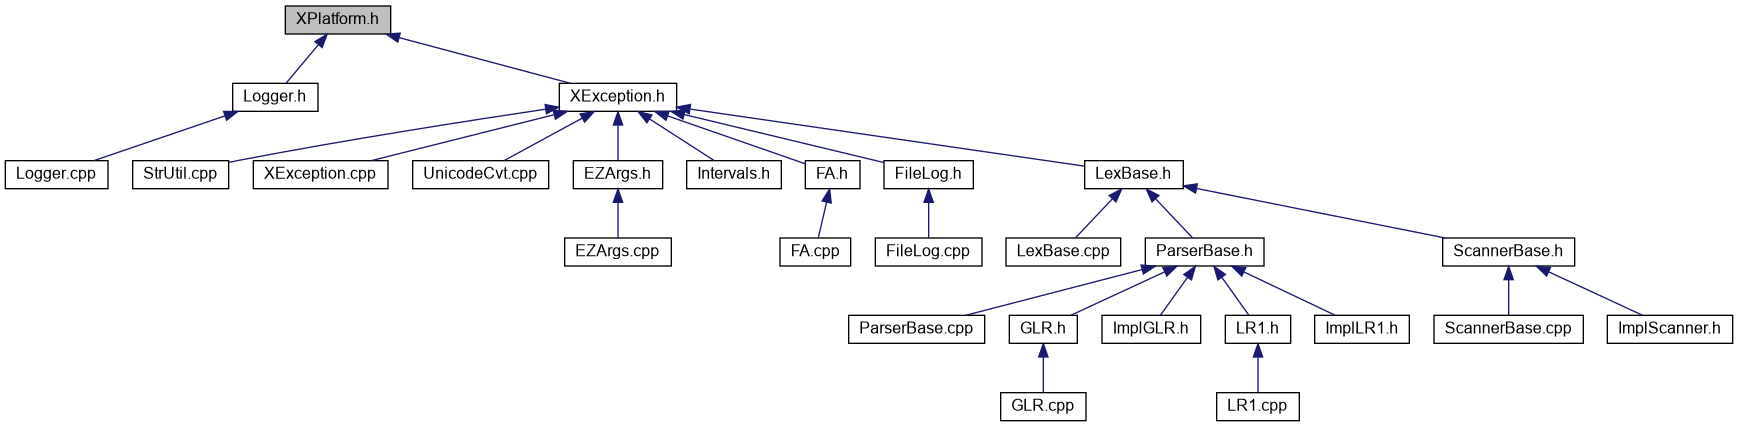 XPlatform.h
Logger.h
XException.h
Logger.cpp
StrUtil.cpp
XException.cpp
UnicodeCvt.cpp
EZArgs.h
Intervals.h
FA.h
FileLog.h
LexBase.h
EZArgs.cpp
FA.cpp
FileLog.cpp
LexBase.cpp
ParserBase.h
ScannerBase.h
ParserBase.cpp
GLR.h
ImplGLR.h
LR1.h
ImplLR1.h
ScannerBase.cpp
ImplScanner.h
GLR.cpp
LR1.cpp